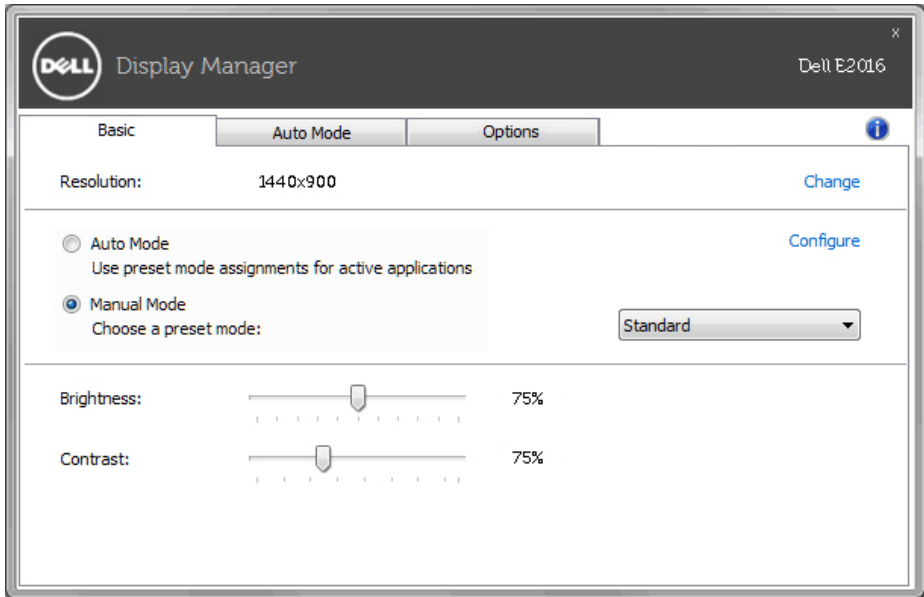 x
DELL Display Manager Dell E2016
Basic Auto Mode Options i
Resolution: 1440x900 Change
Auto Mode Configure
Use preset mode assignments for active applications
Manual Mode
Choose a preset mode: Standard
Brightness: 75%
Contrast: 75%